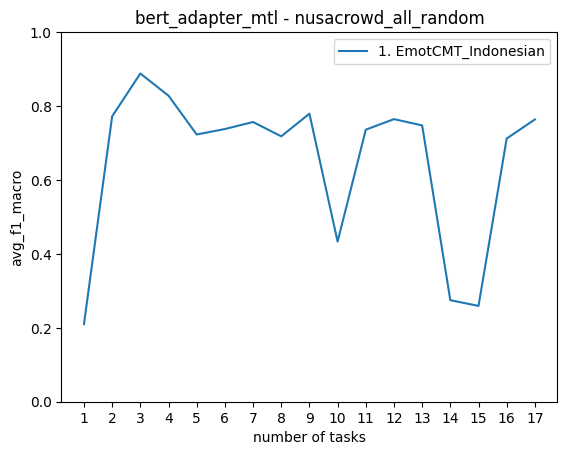 bert_adapter_mtl - nusacrowd_all_random
1. EmotCMT_Indonesian
avg_f1_macro
1.0
0.8
0.6
0.4
0.2
0.0
1 2 3 4 5 6 7 8 9 10 11 12 13 14 15 16 17
number of tasks